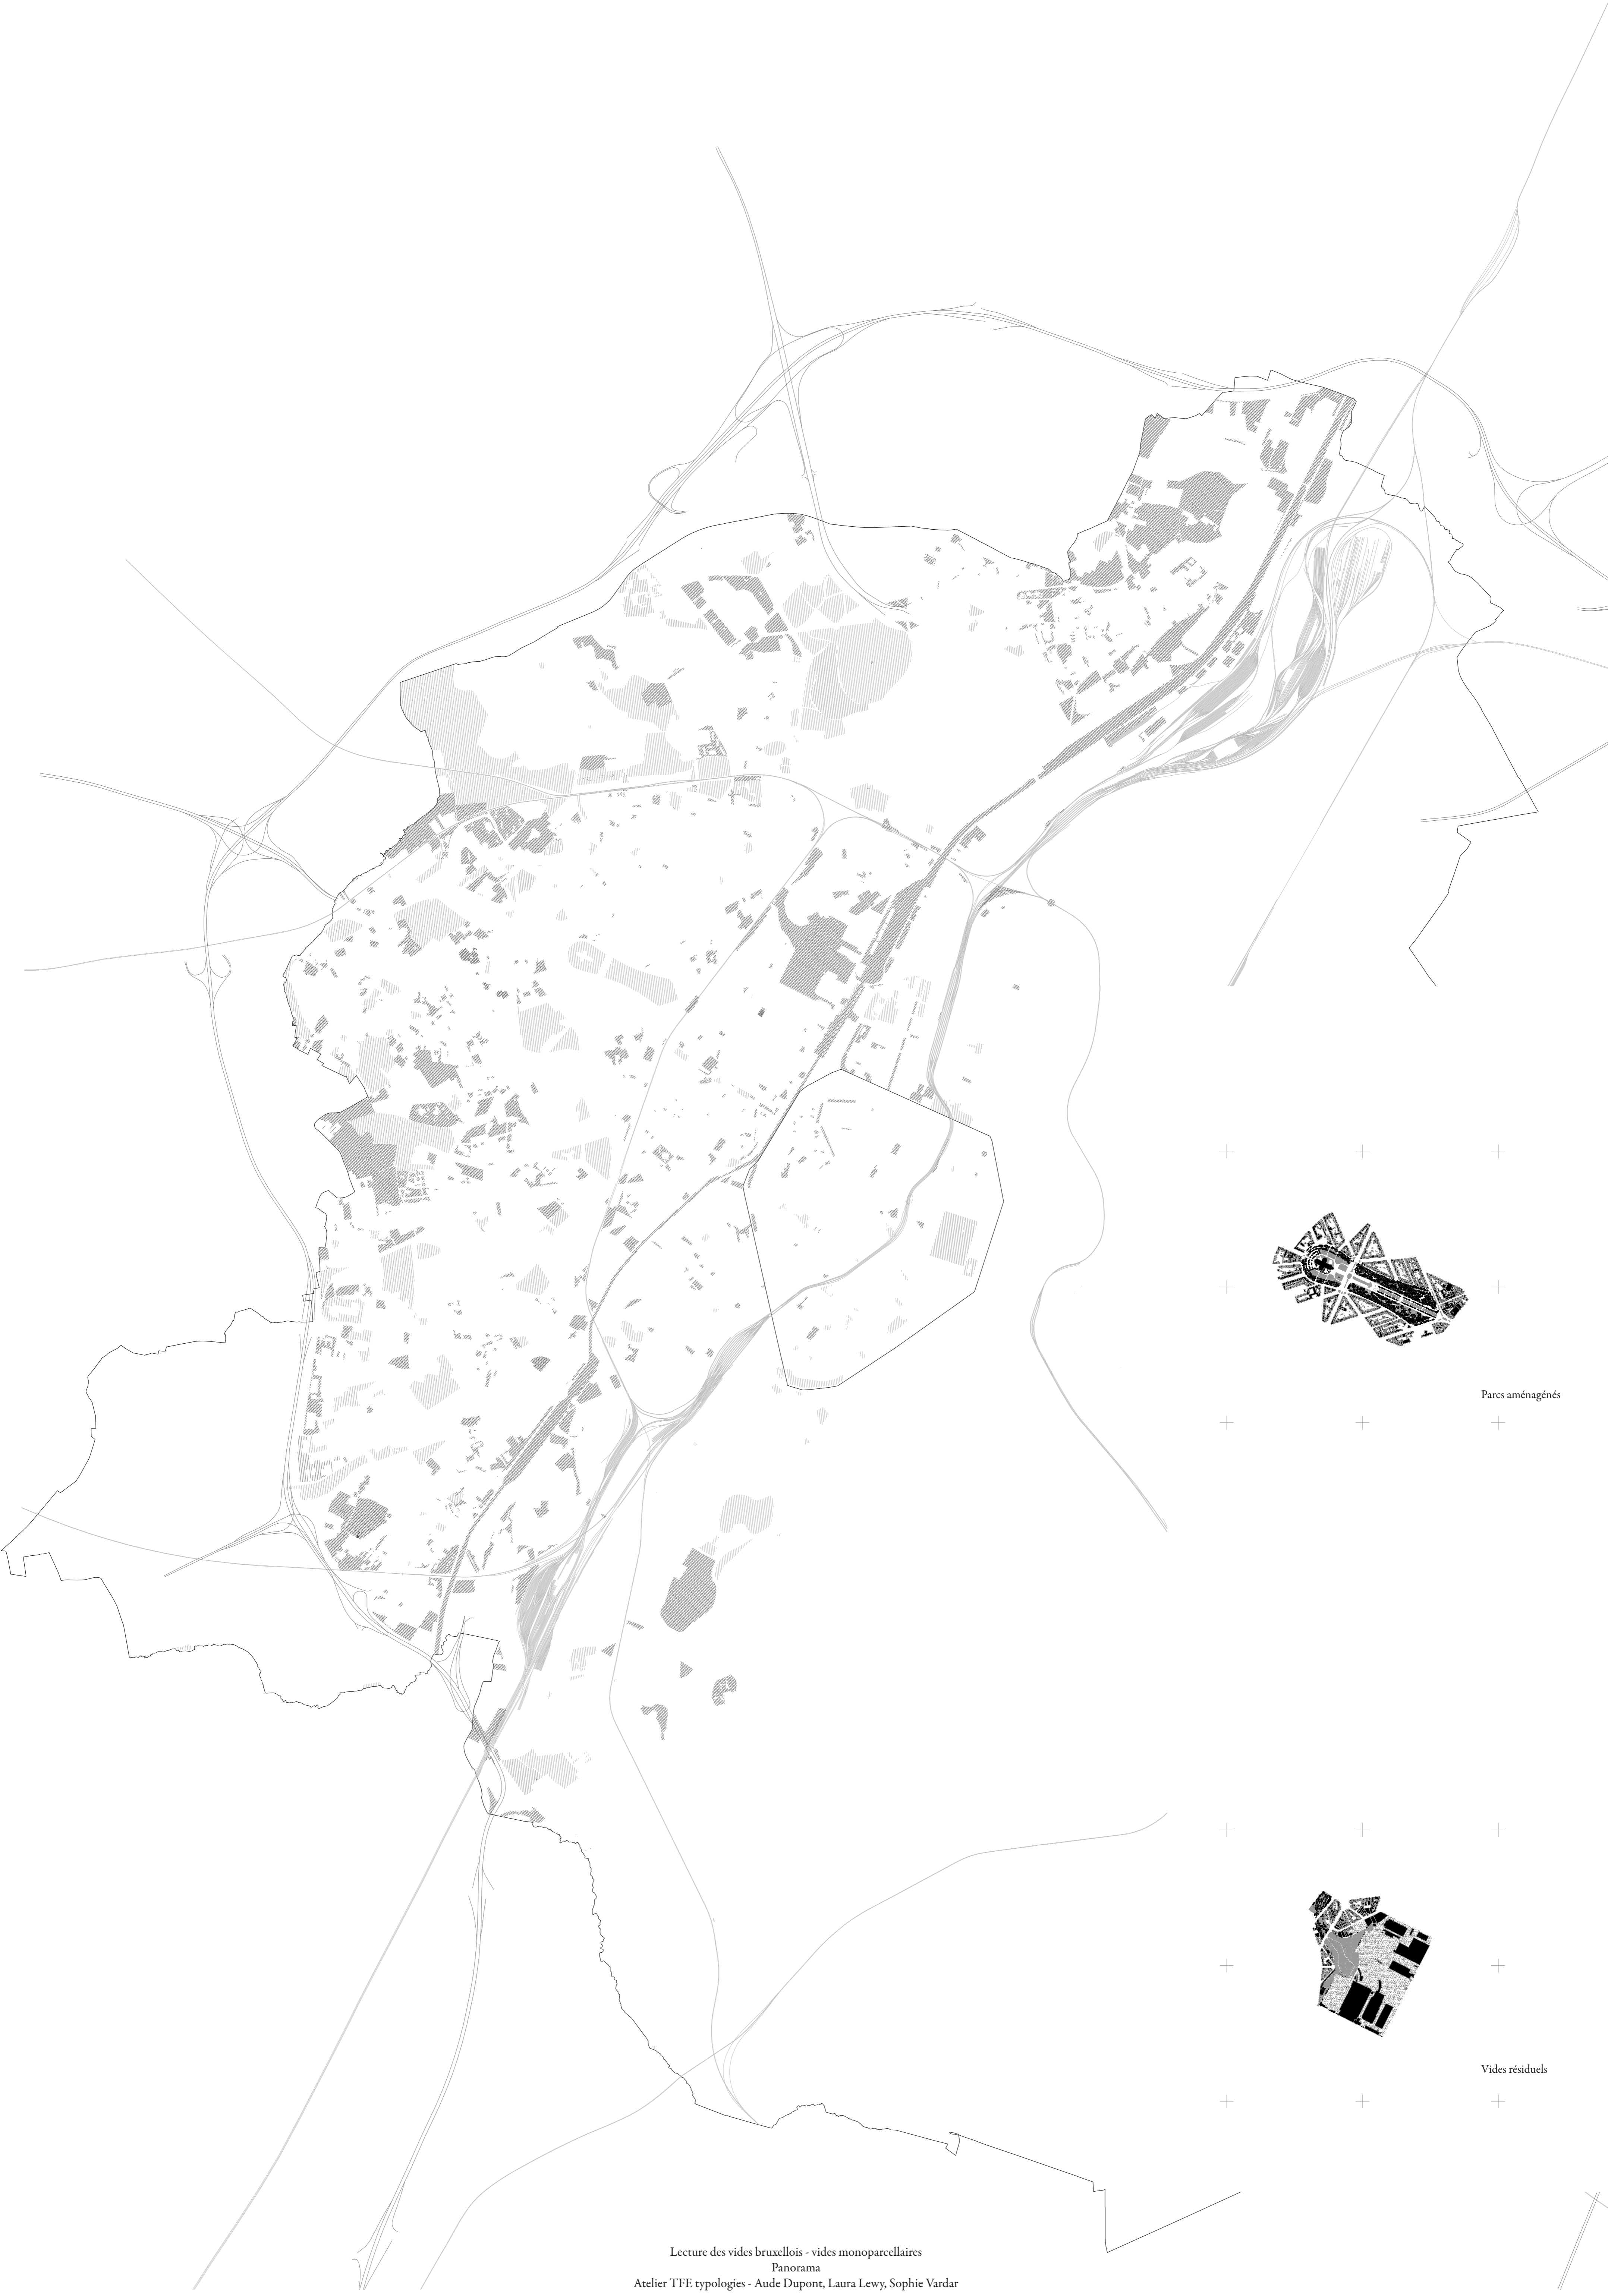 Parcs aménagénés
Vides résiduels
Lecture des vides bruxellois - vides monoparcellaires
Panorama
Atelier TFE typologies - Aude Dupont, Laura Lewy, Sophie Vardar